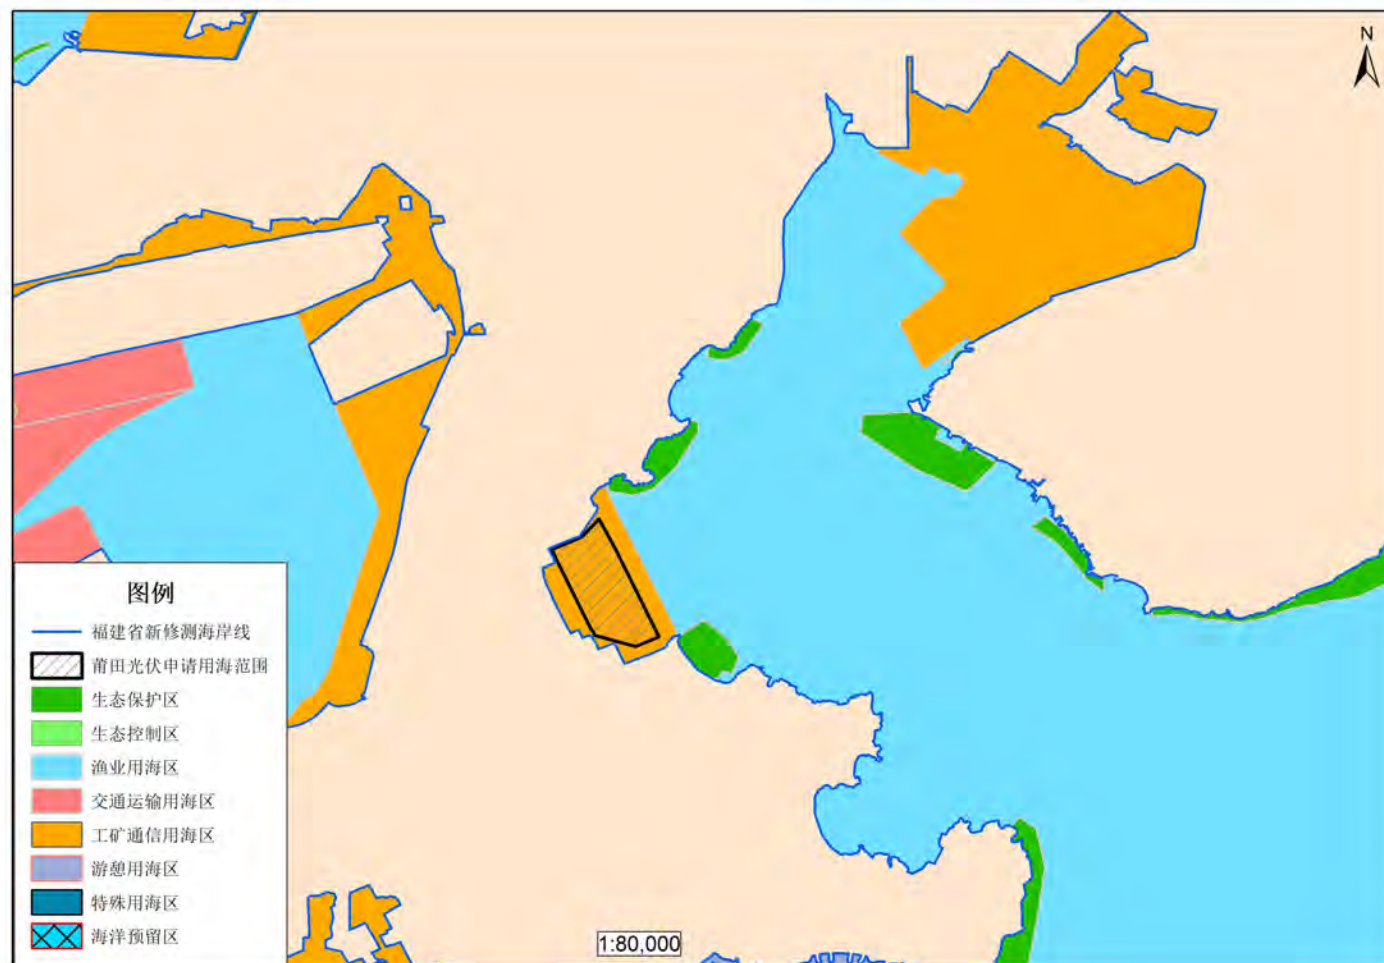 N
图例
福建省新修测海岸线
莆田光伏申请用海范围
生态保护区
生态控制区
渔业用海区
交通运输用海区
工矿通信用海区
游憩用海区
特殊用海区
海洋预留区
1:80,000